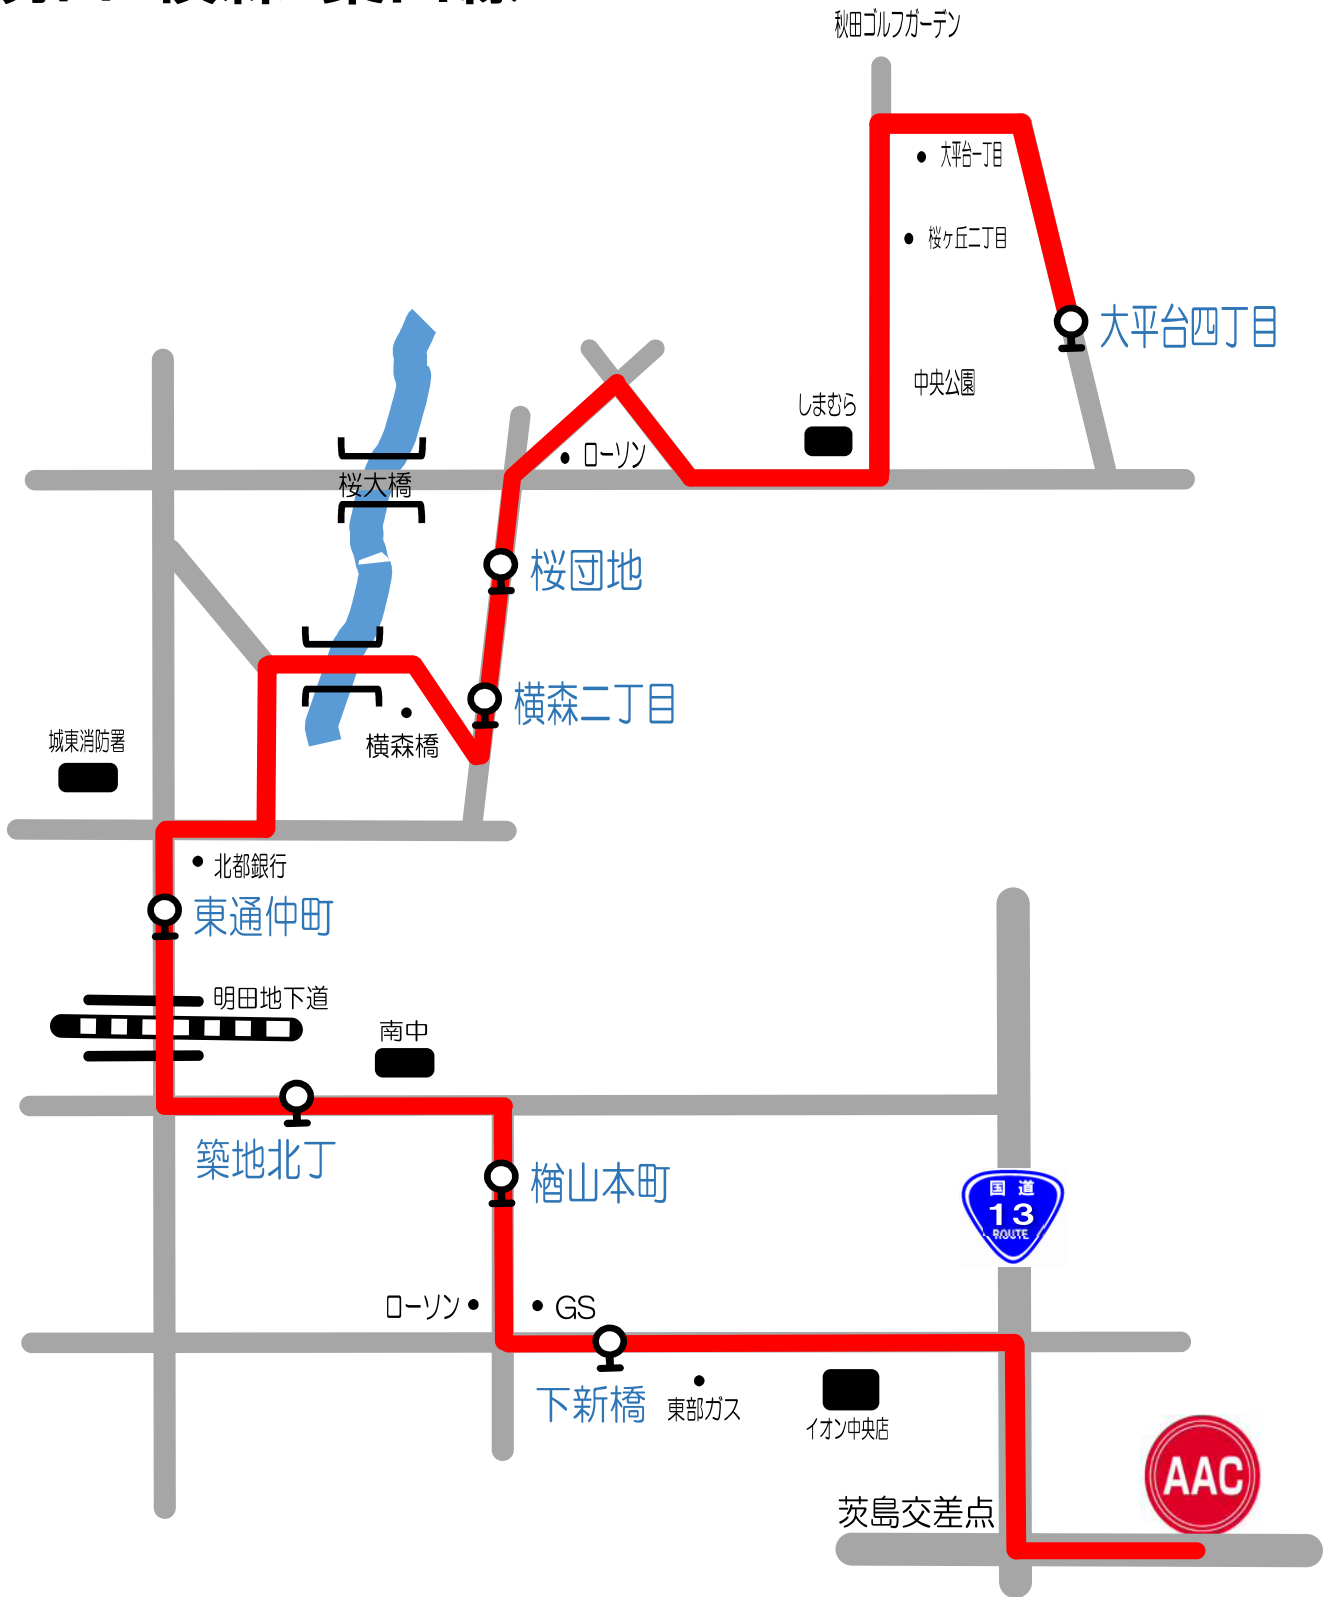 秋田ゴルフガーデン
大平台一丁目
桜ヶ丘二丁目
大平台四丁目
中央公園
しまむら
ローソン
桜大橋
桜団地
横森二丁目
横森橋
城東消防署
北都銀行
東通仲町
明田地下道
南中
築地北丁
楢山本町
国道
13
ROUTE
ローソン
GS
下新橋
東部ガス
イオン中央店
AAC
茨島交差点